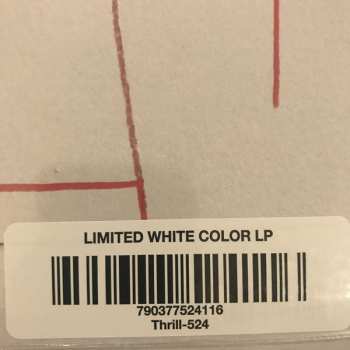 LIMITED WHITE COLOR LP
790377524116
Thrill-524